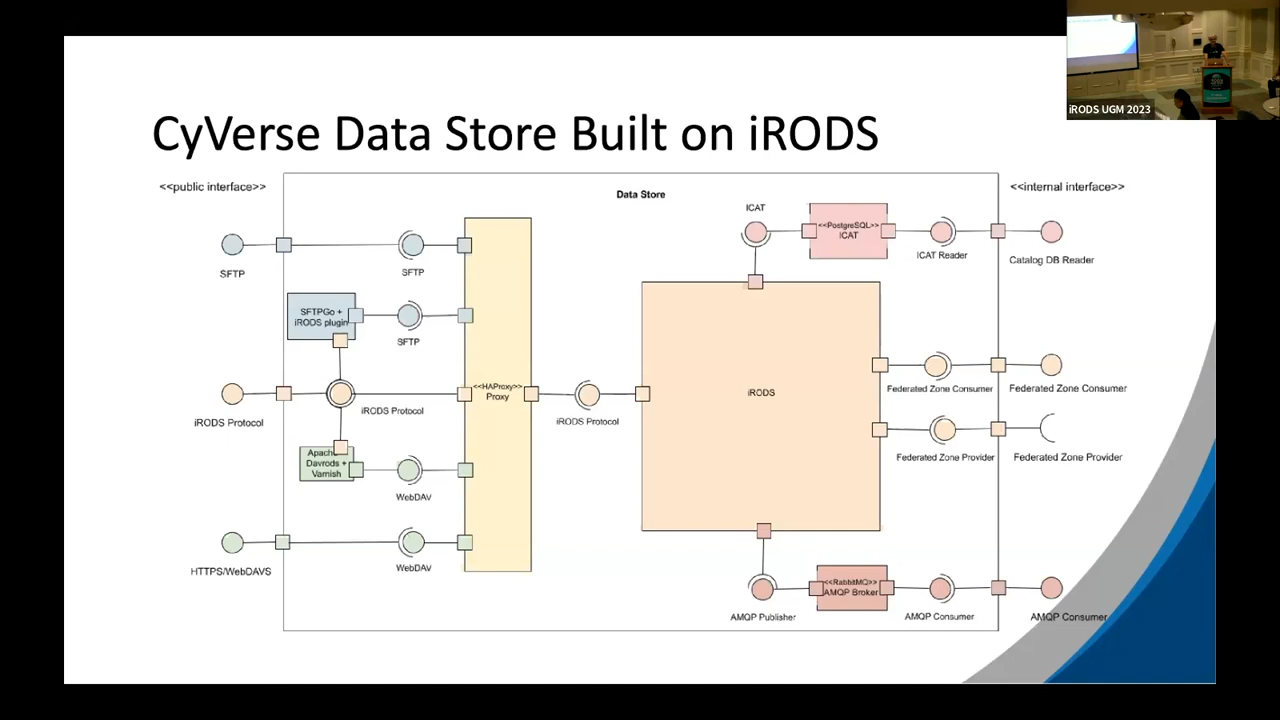 iRODS UGM 2023
CyVerse Data Store Built on iRODS
<<public interface>>
Data Store
<<internal interface>>
SFTP
SFTP
SFTPGo +
iRODS plugin
SFTP
iRODS Protocol
iRODS Protocol
Apache
Davrods +
Varnish
WebDAV
HTTPS/WebDAVS
WebDAV
<<HAProxy>>
Proxy
iRODS Protocol
iRODS
ICAT
<<PostgreSQL>>
ICAT
ICAT Reader
Catalog DB Reader
Federated Zone Consumer
Federated Zone Consumer
Federated Zone Provider
Federated Zone Provider
AMQP Publisher
<<RabbitMQ>>
AMQP Broker
AMQP Consumer
AMQP Consumer